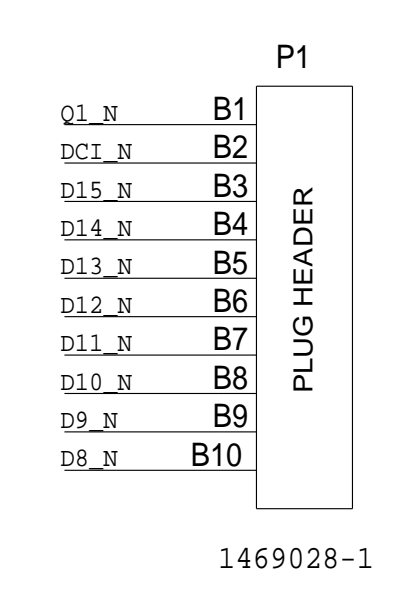 P1
Q1_N B1
DCI_N B2
D15_N B3
D14_N B4
D13_N B5
D12_N B6
D11_N B7
D10_N B8
D9_N B9
D8_N B10
PLUG HEADER
1469028-1